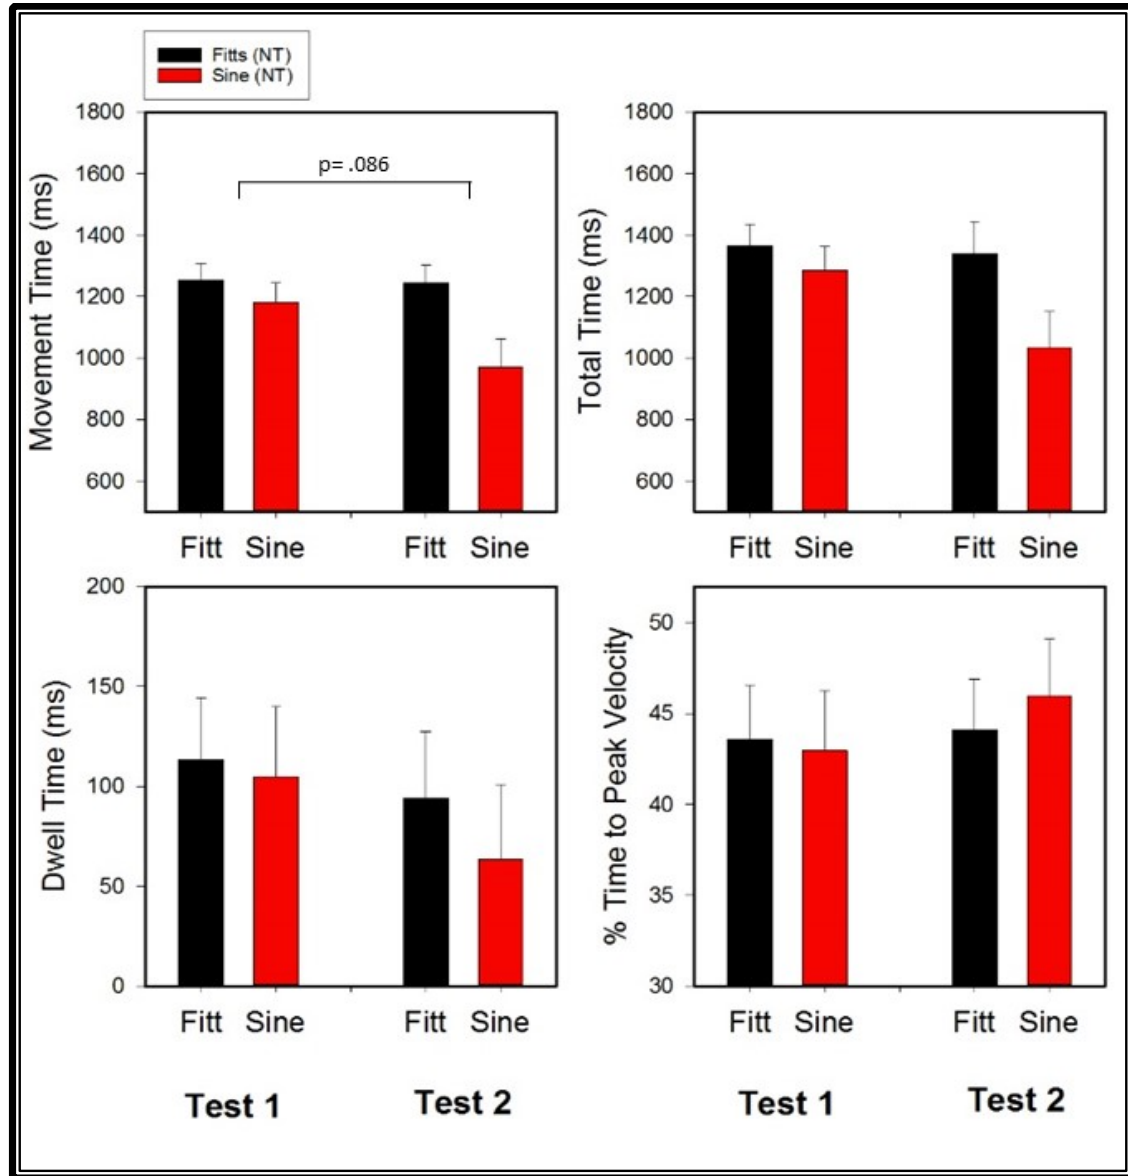 Fitts (NT)
Sine (NT)
Movement Time (ms)
1800
1600
1400
1200
1000
800
600
p= .086
Fitt Sine Fitt Sine
Total Time (ms)
1800
1600
1400
1200
1000
800
600
Fitt Sine Fitt Sine
Dwell Time (ms)
200
150
100
50
0
Fitt Sine Fitt Sine
% Time to Peak Velocity
50
45
40
35
30
Fitt Sine Fitt Sine
Test 1 Test 2 Test 1 Test 2